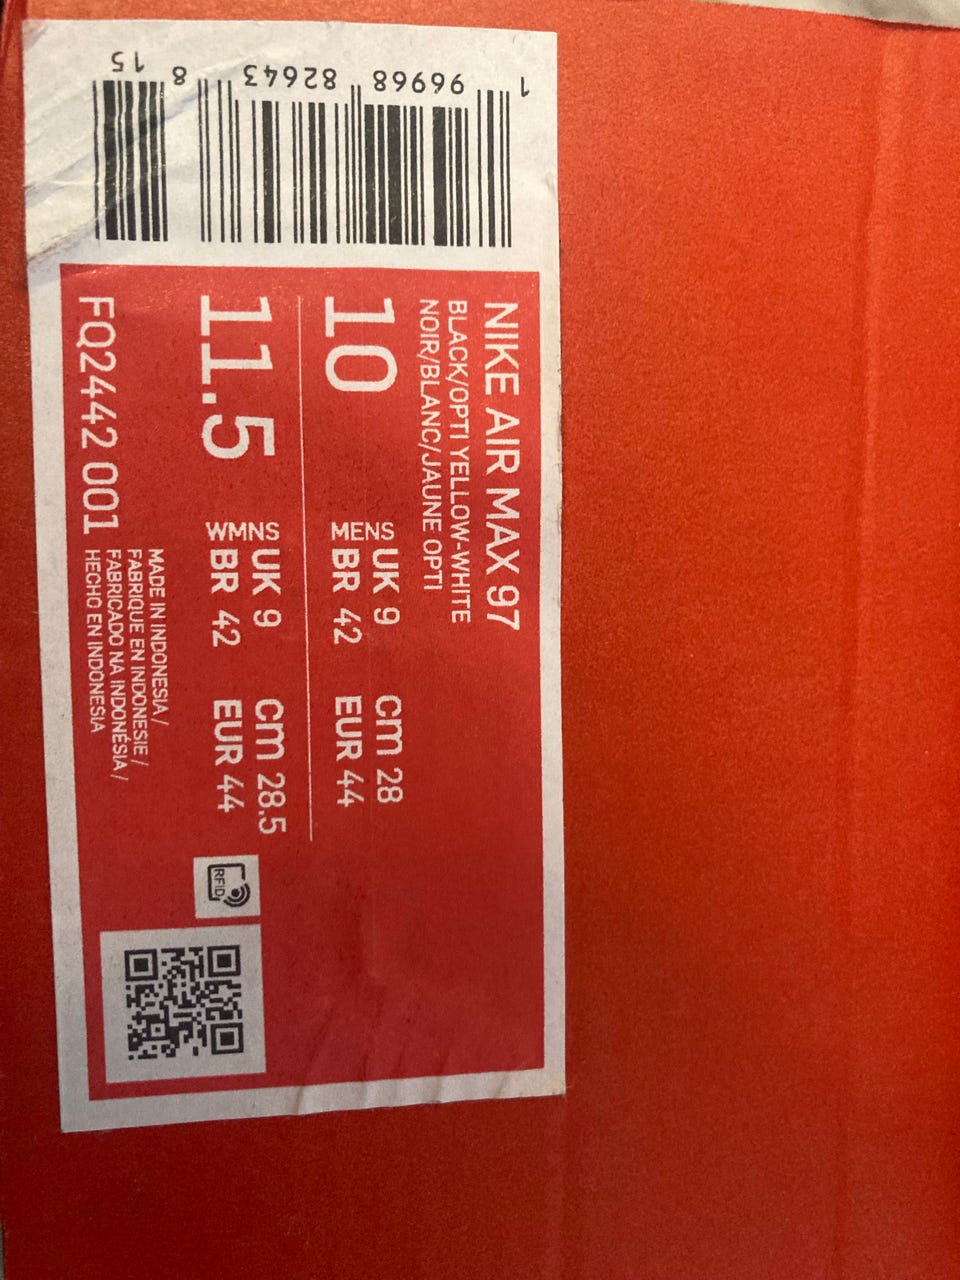 NIKE AIR MAX 97
BLACK/OPTI YELLOW-WHITE
NOIR/BLANC/JAUNE OPTI
10
MENS
UK 9 cm 28
BR 42 EUR 44
11.5
WMNS
UK 9 cm 28.5
BR 42 EUR 44
FQ2442 001
MADE IN INDONESIA /
FABRIQUE EN INDONESIE /
FABRICADO NA INDONÉSIA /
HECHO EN INDONESIA
RFID
1 96968 82643 8 15